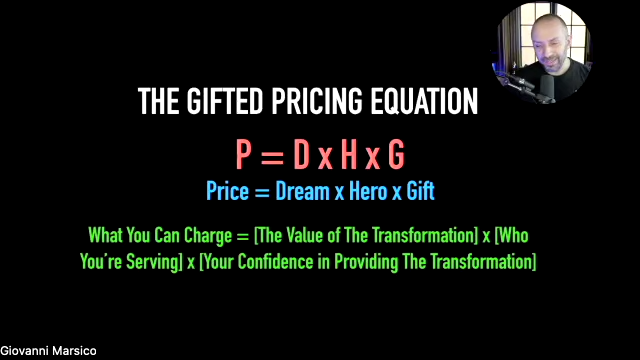 THE GIFTED PRICING EQUATION
P = D x H x G
Price = Dream x Hero x Gift
What You Can Charge = [The Value of The Transformation] x [Who
You're Serving] x [Your Confidence in Providing The Transformation]
Giovanni Marsico